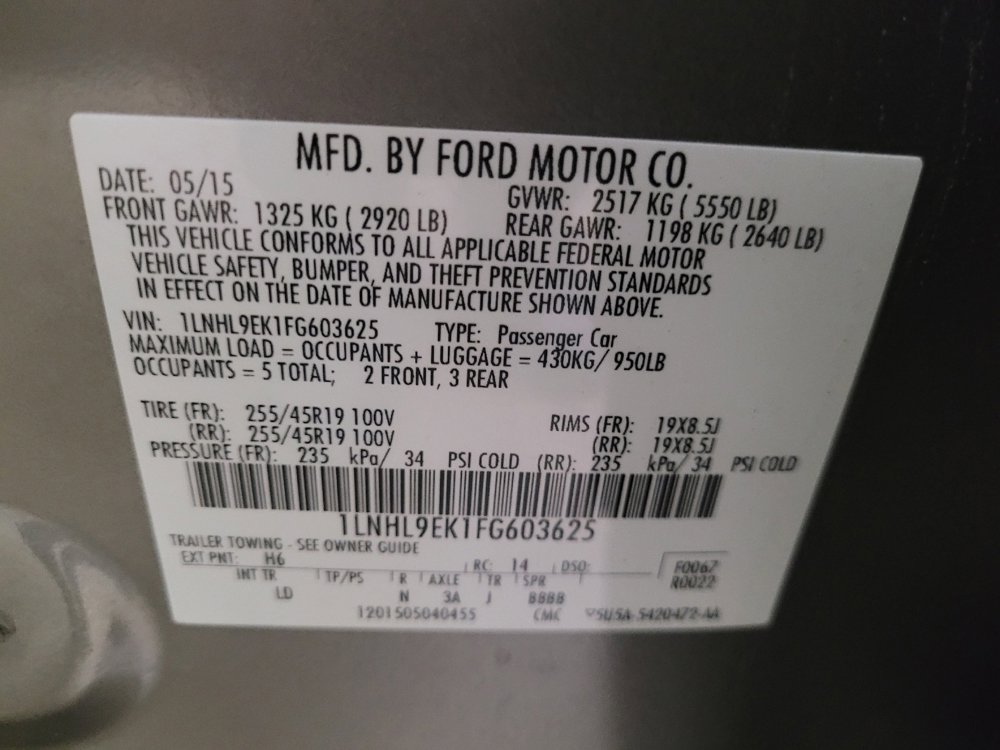 MFD. BY FORD MOTOR CO.
DATE: 05/15 GVWR: 2517 KG ( 5550 LB)
FRONT GAWR: 1325 KG ( 2920 LB) REAR GAWR: 1198 KG ( 2640 LB)
THIS VEHICLE CONFORMS TO ALL APPLICABLE FEDERAL MOTOR
VEHICLE SAFETY, BUMPER, AND THEFT PREVENTION STANDARDS
IN EFFECT ON THE DATE OF MANUFACTURE SHOWN ABOVE.
VIN: 1LNHL9EK1FG603625 TYPE: Passenger Car
MAXIMUM LOAD = OCCUPANTS + LUGGAGE = 430KG/ 950LB
OCCUPANTS = 5 TOTAL; 2 FRONT, 3 REAR
TIRE (FR): 255/45R19 100V RIMS (FR): 19X8.5J
(RR): 255/45R19 100V (RR): 19X8.5J
PRESSURE (FR): 235 kPa/ 34 PSI COLD (RR): 235 kPa/ 34 PSI COLD
1LNHL9EK1FG603625
TRAILER TOWING - SEE OWNER GUIDE
EXT PNT: H6 RC: 14 DSO: F0067
R0022
INT TR TP/PS R AXLE TR SPR
LD N 3A J BBBB
1201505040455 CMC